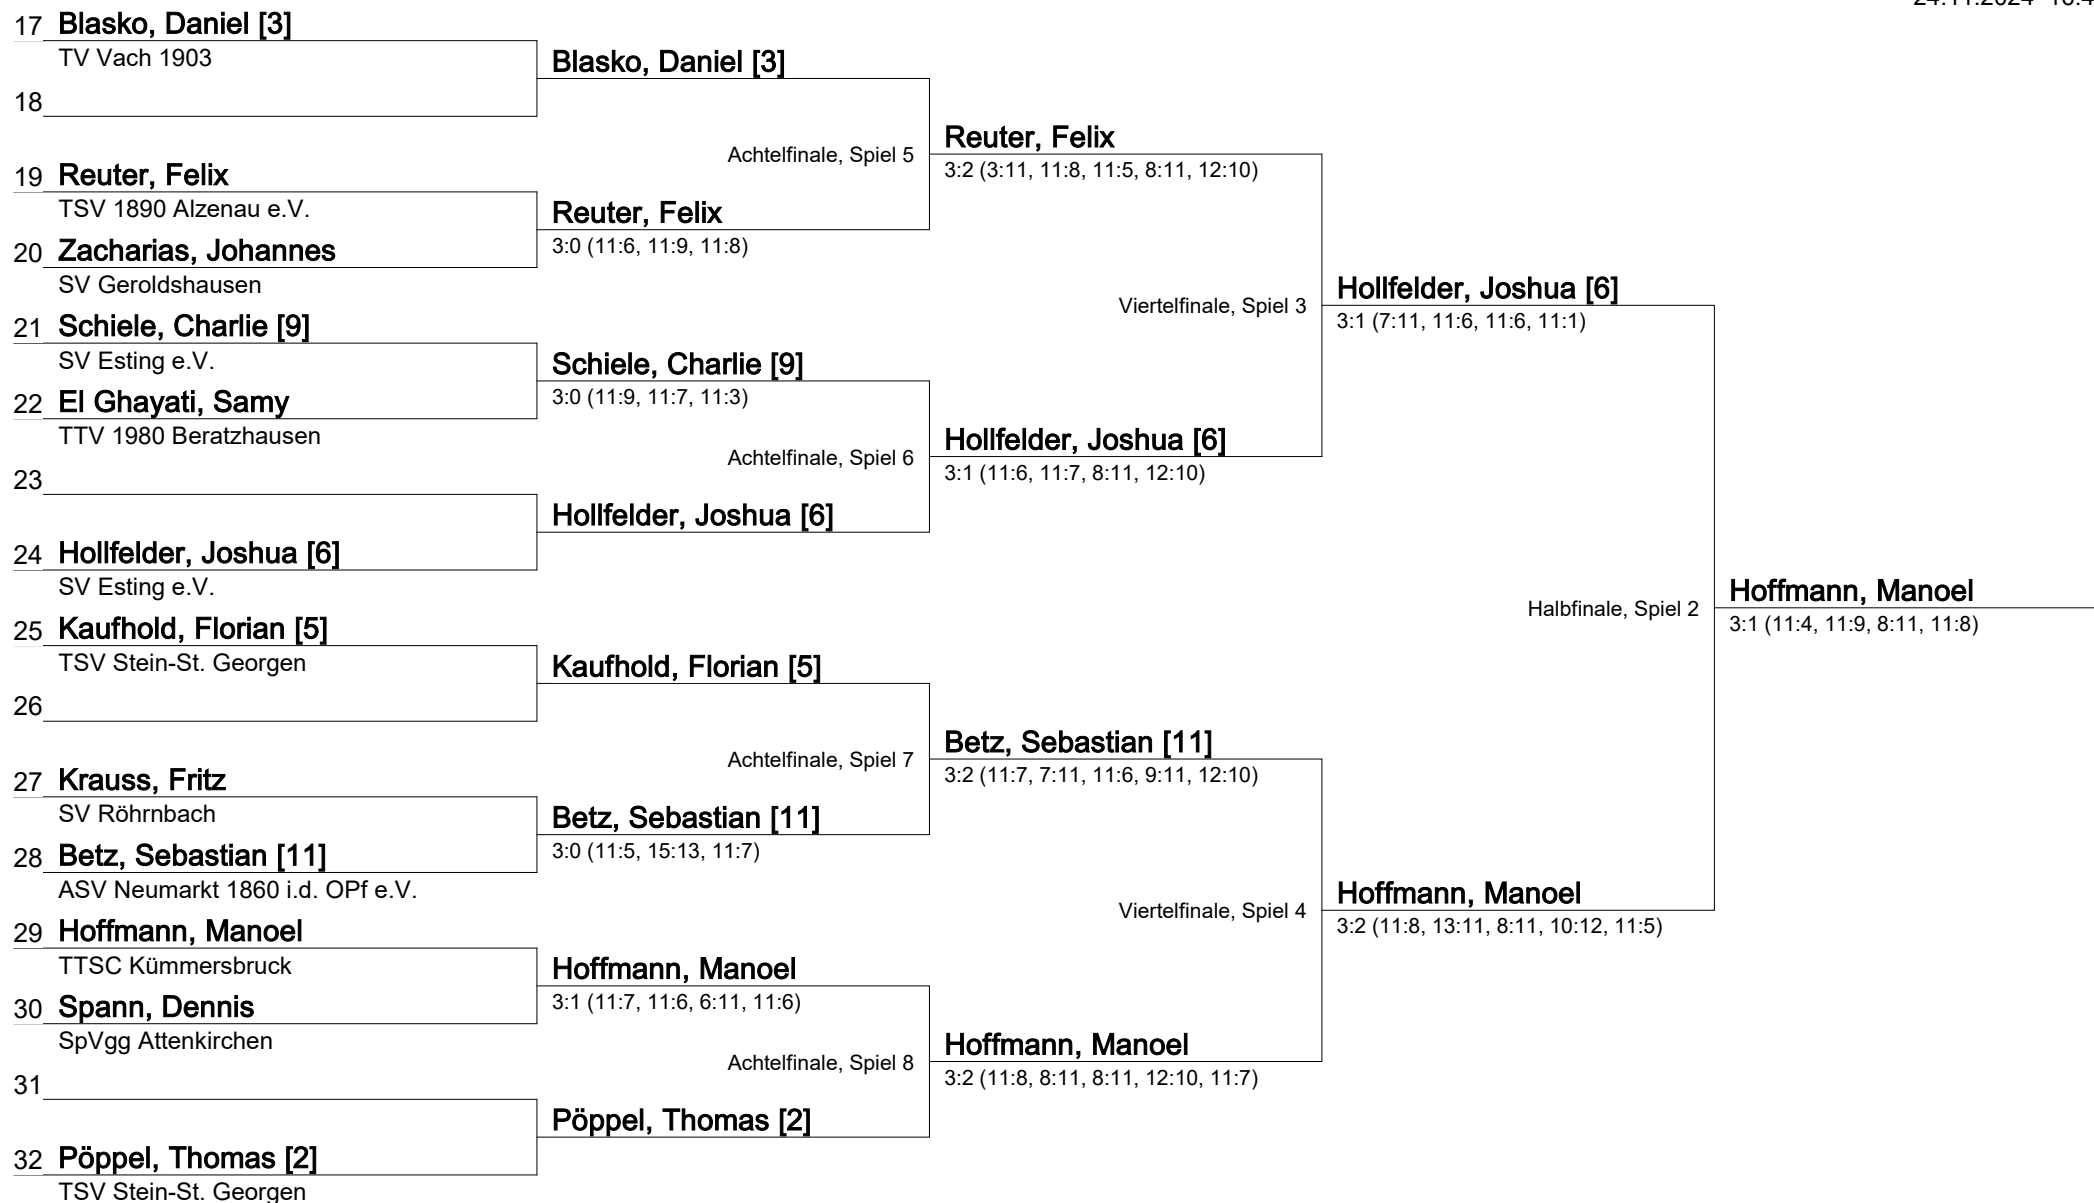 17 Blasko, Daniel [3]
TV Vach 1903
18
19 Reuter, Felix
TSV 1890 Alzenau e.V.
20 Zacharias, Johannes
SV Geroldshausen
21 Schiele, Charlie [9]
SV Esting e.V.
22 El Ghayati, Samy
TTV 1980 Beratzhausen
23
24 Hollfelder, Joshua [6]
SV Esting e.V.
25 Kaufhold, Florian [5]
TSV Stein-St. Georgen
26
27 Krauss, Fritz
SV Röhrnbach
28 Betz, Sebastian [11]
ASV Neumarkt 1860 i.d. OPf e.V.
29 Hoffmann, Manoel
TTSC Kümmersbruck
30 Spann, Dennis
SpVgg Attenkirchen
31
32 Pöppel, Thomas [2]
TSV Stein-St. Georgen
Blasko, Daniel [3]
Achtelfinale, Spiel 5
Reuter, Felix
3:0 (11:6, 11:9, 11:8)
Schiele, Charlie [9]
3:0 (11:9, 11:7, 11:3)
Achtelfinale, Spiel 6
Hollfelder, Joshua [6]
Kaufhold, Florian [5]
Achtelfinale, Spiel 7
Betz, Sebastian [11]
3:0 (11:5, 15:13, 11:7)
Hoffmann, Manoel
3:1 (11:7, 11:6, 6:11, 11:6)
Achtelfinale, Spiel 8
Pöppel, Thomas [2]
Reuter, Felix
3:2 (3:11, 11:8, 11:5, 8:11, 12:10)
Viertelfinale, Spiel 3
Hollfelder, Joshua [6]
3:1 (11:6, 11:7, 8:11, 12:10)
Betz, Sebastian [11]
3:2 (11:7, 7:11, 11:6, 9:11, 12:10)
Viertelfinale, Spiel 4
Hoffmann, Manoel
3:2 (11:8, 8:11, 8:11, 12:10, 11:7)
Hollfelder, Joshua [6]
3:1 (7:11, 11:6, 11:6, 11:1)
Halbfinale, Spiel 2
Hoffmann, Manoel
3:2 (11:8, 13:11, 8:11, 10:12, 11:5)
Hoffmann, Manoel
3:1 (11:4, 11:9, 8:11, 11:8)